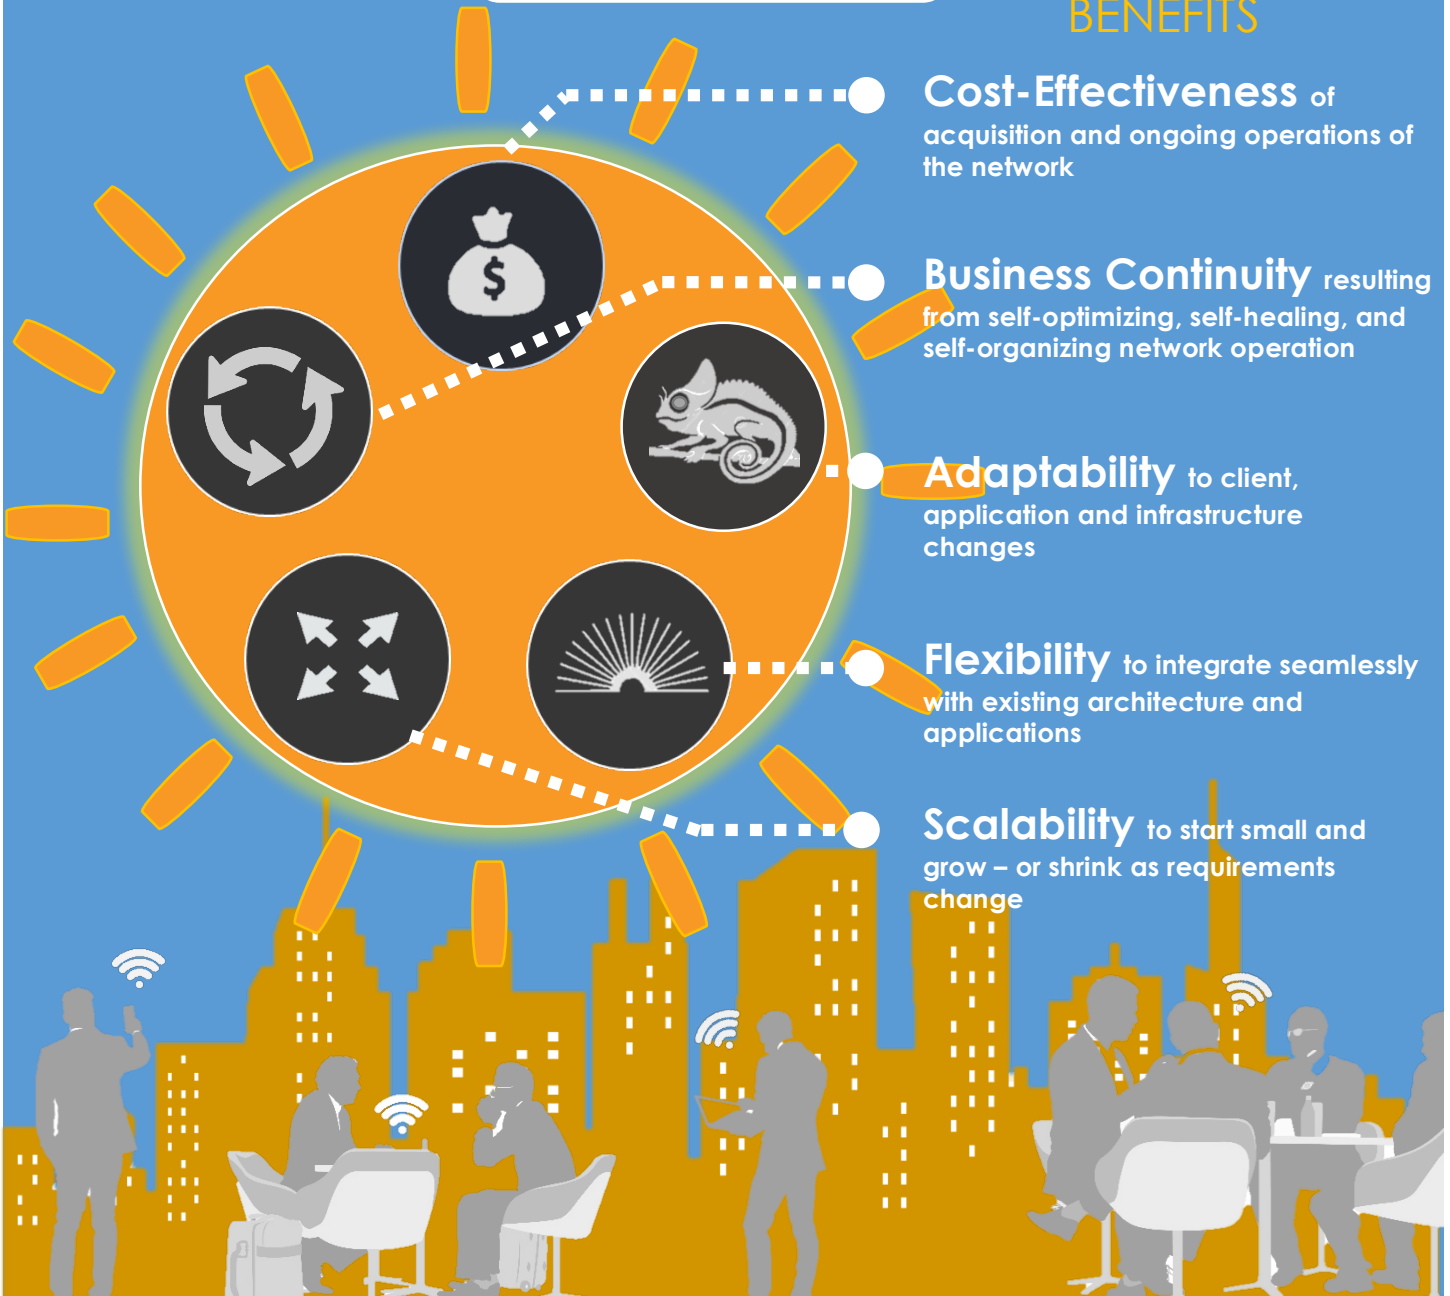 BENEFITS
Cost-Effectiveness of
acquisition and ongoing operations of
the network
$
Business Continuity resulting
from self-optimizing, self-healing, and
self-organizing network operation
Adaptability to client,
application and infrastructure
changes
Flexibility to integrate seamlessly
with existing architecture and
applications
Scalability to start small and
grow – or shrink as requirements
change